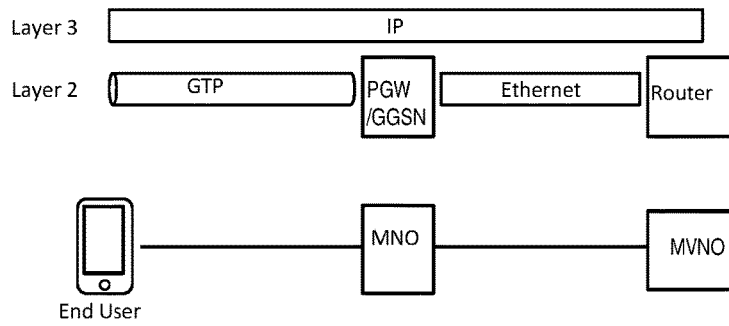 Layer 3
IP
Layer 2
GTP
PGW
/GGSN
Ethernet
Router
MNO
MVNO
End User